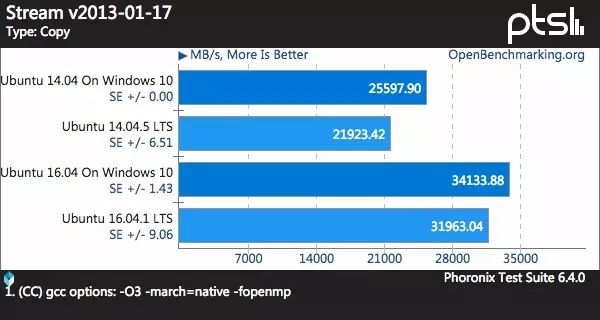 Stream v2013-01-17
Type: Copy
ptsl
▶ MB/s, More Is Better
OpenBenchmarking.org
Ubuntu 14.04 On Windows 10
SE +/- 0.00
25597.90
Ubuntu 14.04.5 LTS
SE +/- 6.51
21923.42
Ubuntu 16.04 On Windows 10
SE +/- 1.43
34133.88
Ubuntu 16.04.1 LTS
SE +/- 9.06
31963.04
7000 14000 21000 28000 35000
Phoronix Test Suite 6.4.0
1. (CC) gcc options: -O3 -march=native -fopenmp